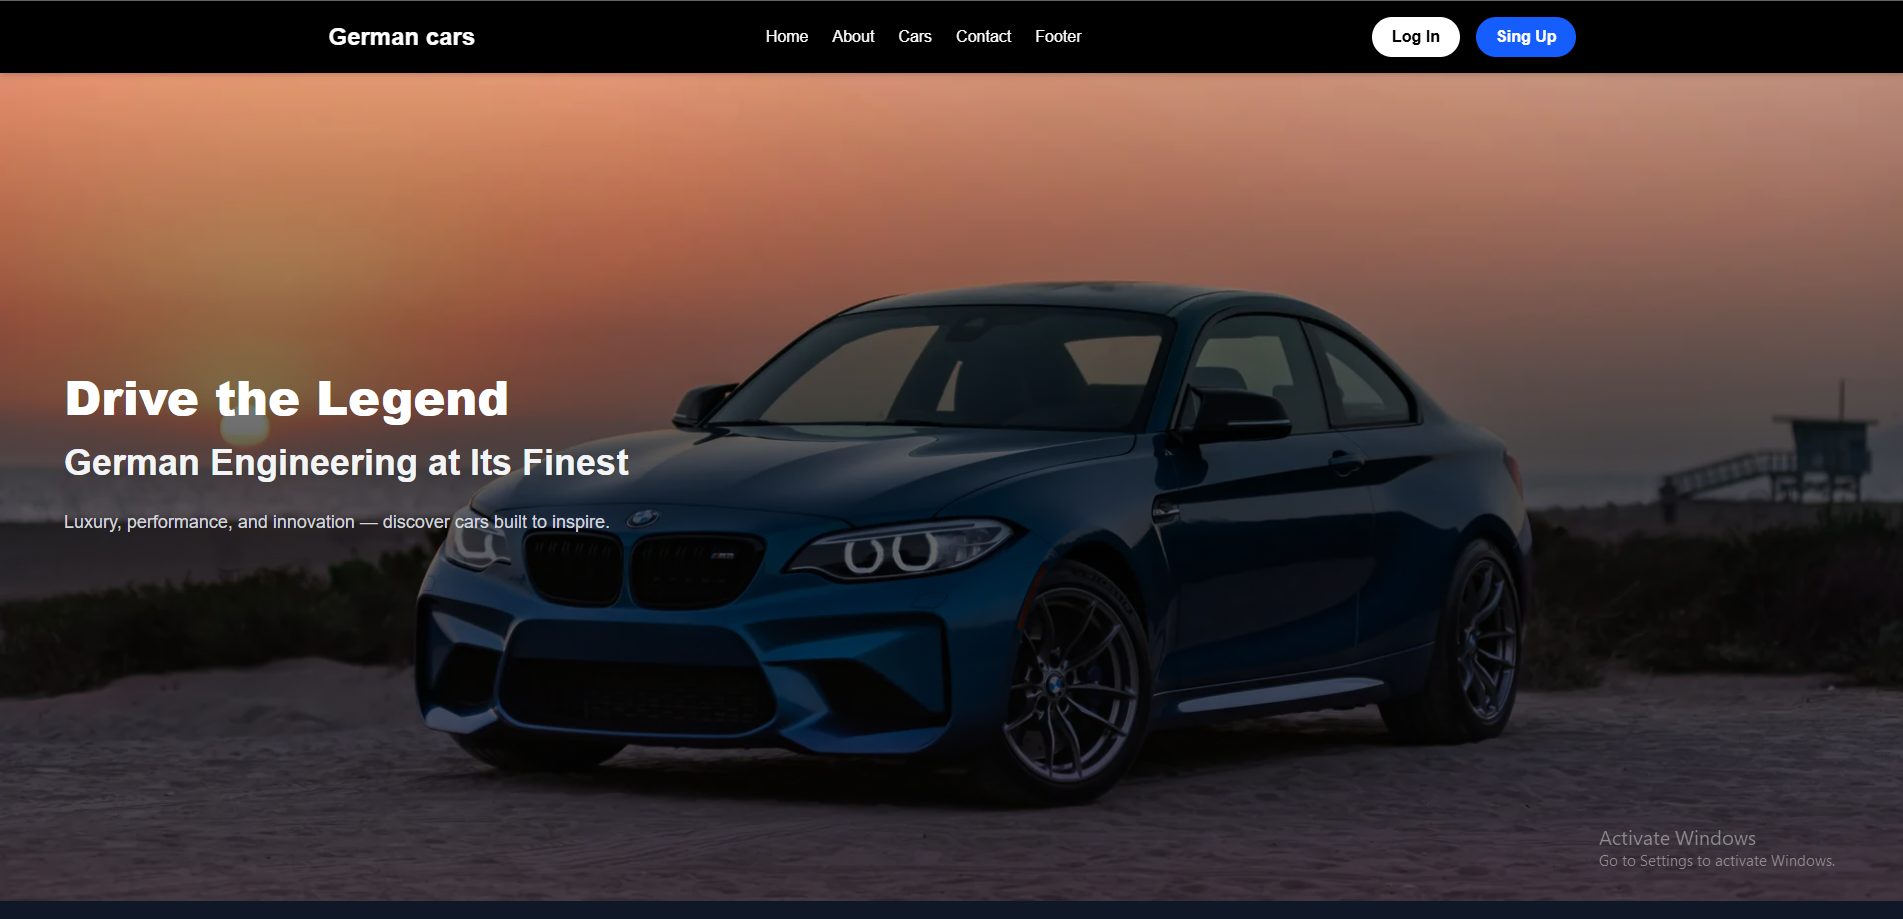 German cars
Home About Cars Contact Footer
Log In Sing Up
Drive the Legend
German Engineering at Its Finest
Luxury, performance, and innovation — discover cars built to inspire.
Activate Windows
Go to Settings to activate Windows.